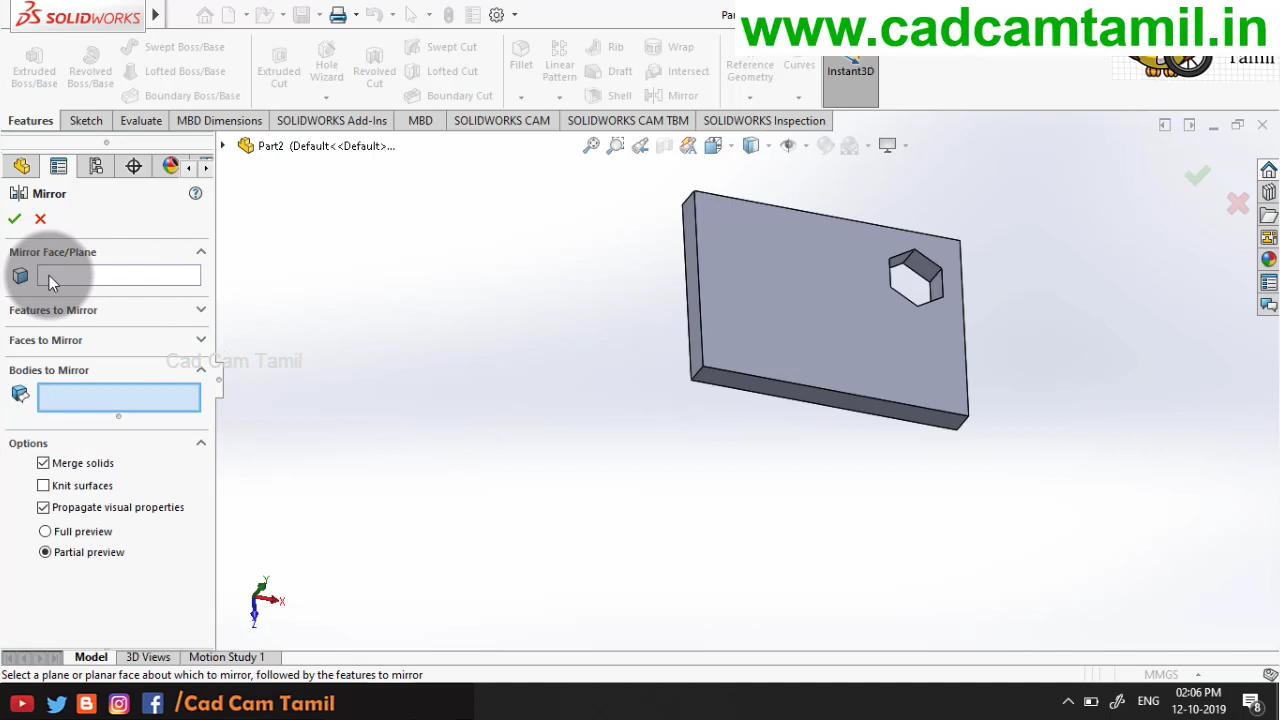 SOLIDWORKS
Par
www.cadcamtamil.in
Tamil
Extruded Boss/Base
Revolved Boss/Base
Swept Boss/Base
Lofted Boss/Base
Boundary Boss/Base
Extruded Cut
Hole Wizard
Revolved Cut
Swept Cut
Lofted Cut
Boundary Cut
Fillet
Linear Pattern
Rib
Draft
Shell
Wrap
Intersect
Mirror
Reference Geometry
Curves
Instant3D
Features Sketch Evaluate MBD Dimensions SOLIDWORKS Add-Ins MBD SOLIDWORKS CAM SOLIDWORKS CAM TBM SOLIDWORKS Inspection
Part2 (Default<<Default>...
Mirror
Mirror Face/Plane
Features to Mirror
Faces to Mirror
Cad Cam Tamil
Bodies to Mirror
Options
Merge solids
Knit surfaces
Propagate visual properties
Full preview
Partial preview
Y
X
Z
Model 3D Views Motion Study 1
Select a plane or planar face about which to mirror, followed by the features to mirror
MMGS
/Cad Cam Tamil
ENG
02:06 PM
12-10-2019
8